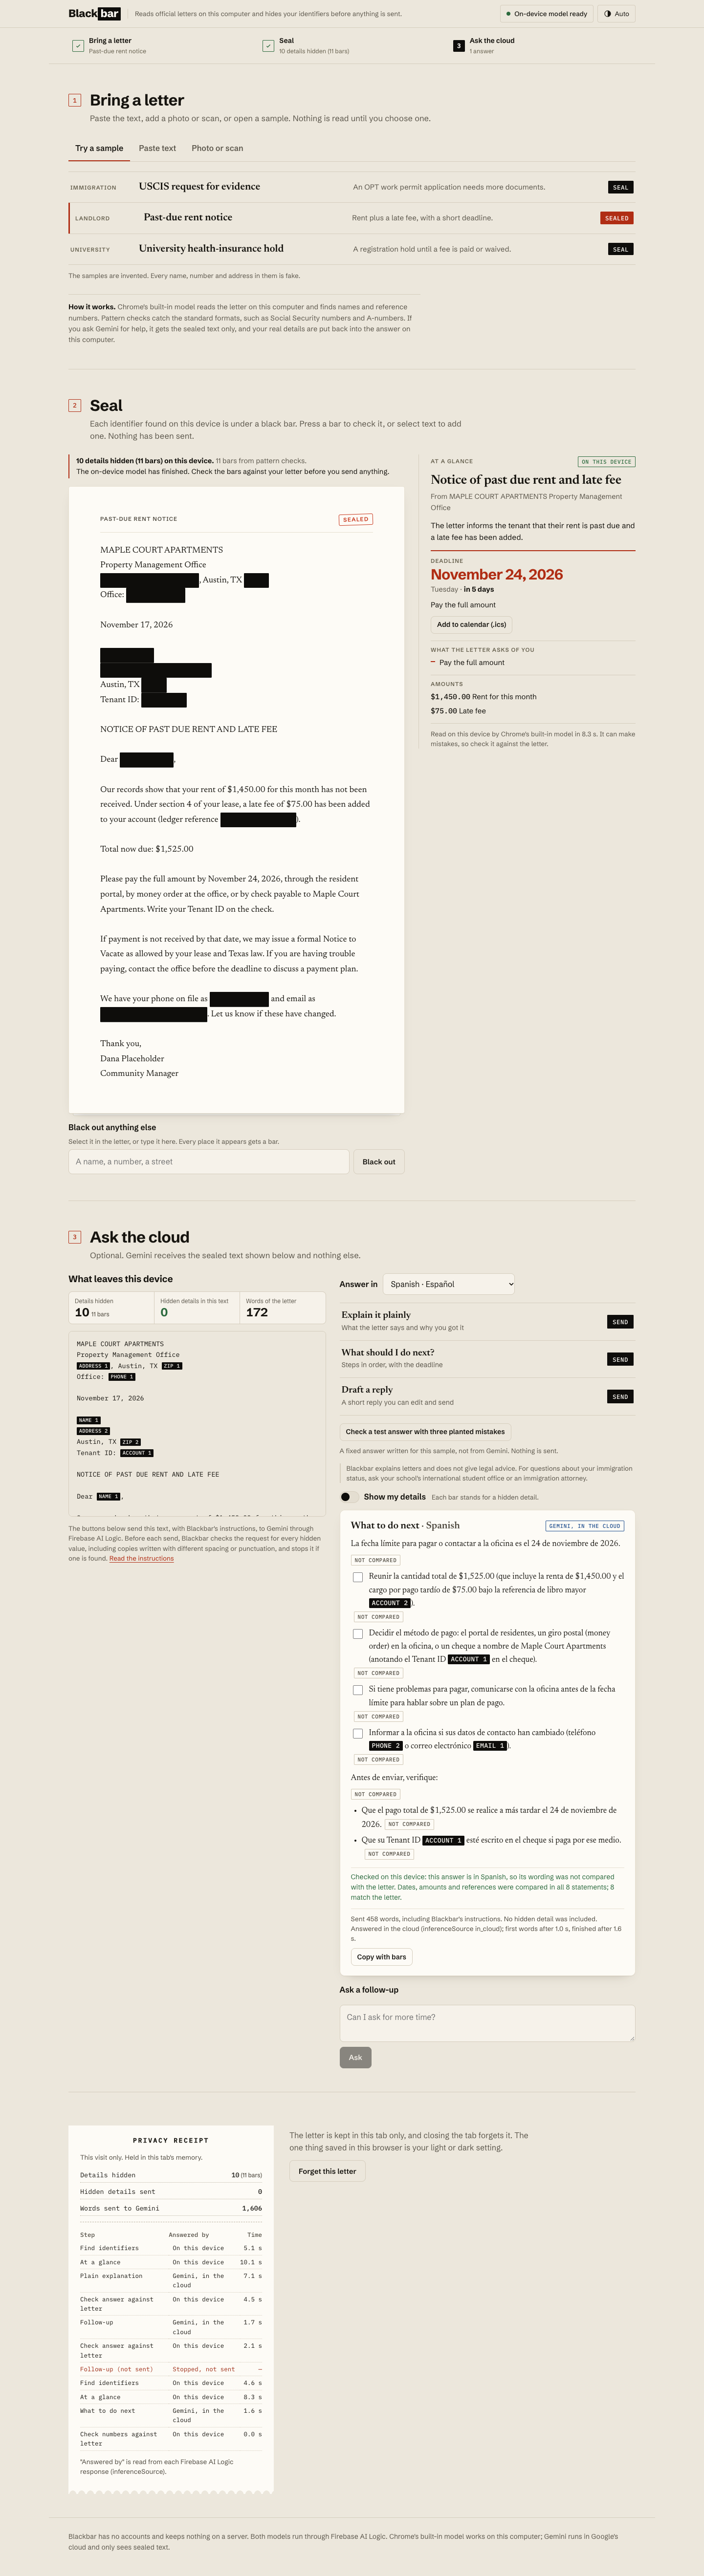 Blackbar
Reads official letters on this computer and hides your identifiers before anything is sent.
On-device model ready
Auto
Bring a letter
Past-due rent notice
Seal
10 details hidden (11 bars)
3
Ask the cloud
1 answer
1
Bring a letter
Paste the text, add a photo or scan, or open a sample. Nothing is read until you choose one.
Try a sample
Paste text
Photo or scan
IMMIGRATION
USCIS request for evidence
An OPT work permit application needs more documents.
SEAL
LANDLORD
Past-due rent notice
Rent plus a late fee, with a short deadline.
SEALED
UNIVERSITY
University health-insurance hold
A registration hold until a fee is paid or waived.
SEAL
The samples are invented. Every name, number and address in them is fake.
How it works. Chrome's built-in model reads the letter on this computer and finds names and reference
numbers. Pattern checks catch the standard formats, such as Social Security numbers and A-numbers. If
you ask Gemini for help, it gets the sealed text only, and your real details are put back into the answer on
this computer.
2
Seal
Each identifier found on this device is under a black bar. Press a bar to check it, or select text to add
one. Nothing has been sent.
10 details hidden (11 bars) on this device. 11 bars from pattern checks.
The on-device model has finished. Check the bars against your letter before you send anything.
PAST-DUE RENT NOTICE
SEALED
MAPLE COURT APARTMENTS
Property Management Office
, Austin, TX
Office:
November 17, 2026
Austin, TX
Tenant ID:
NOTICE OF PAST DUE RENT AND LATE FEE
Dear ,
Our records show that your rent of $1,450.00 for this month has not been
received. Under section 4 of your lease, a late fee of $75.00 has been added
to your account (ledger reference ).
Total now due: $1,525.00
Please pay the full amount by November 24, 2026, through the resident
portal, by money order at the office, or by check payable to Maple Court
Apartments. Write your Tenant ID on the check.
If payment is not received by that date, we may issue a formal Notice to
Vacate as allowed by your lease and Texas law. If you are having trouble
paying, contact the office before the deadline to discuss a payment plan.
We have your phone on file as and email as
. Let us know if these have changed.
Thank you,
Dana Placeholder
Community Manager
AT A GLANCE
ON THIS DEVICE
Notice of past due rent and late fee
From MAPLE COURT APARTMENTS Property Management
Office
The letter informs the tenant that their rent is past due and
a late fee has been added.
DEADLINE
November 24, 2026
Tuesday · in 5 days
Pay the full amount
Add to calendar (.ics)
WHAT THE LETTER ASKS OF YOU
– Pay the full amount
AMOUNTS
$1,450.00 Rent for this month
$75.00 Late fee
Read on this device by Chrome's built-in model in 8.3 s. It can make
mistakes, so check it against the letter.
Black out anything else
Select it in the letter, or type it here. Every place it appears gets a bar.
A name, a number, a street
Black out
3
Ask the cloud
Optional. Gemini receives the sealed text shown below and nothing else.
What leaves this device
Details hidden
10 11 bars
Hidden details in this text
0
Words of the letter
172
MAPLE COURT APARTMENTS
Property Management Office
ADDRESS 1, Austin, TX ZIP 1
Office: PHONE 1
November 17, 2026
NAME 1
ADDRESS 2
Austin, TX ZIP 2
Tenant ID: ACCOUNT 1
NOTICE OF PAST DUE RENT AND LATE FEE
Dear NAME 1,
The buttons below send this text, with Blackbar's instructions, to Gemini through
Firebase AI Logic. Before each send, Blackbar checks the request for every hidden
value, including copies written with different spacing or punctuation, and stops it if
one is found. Read the instructions
Answer in
Spanish · Español
Explain it plainly
What the letter says and why you got it
SEND
What should I do next?
Steps in order, with the deadline
SEND
Draft a reply
A short reply you can edit and send
SEND
Check a test answer with three planted mistakes
A fixed answer written for this sample, not from Gemini. Nothing is sent.
Blackbar explains letters and does not give legal advice. For questions about your immigration
status, ask your school's international student office or an immigration attorney.
Show my details
Each bar stands for a hidden detail.
What to do next · Spanish
GEMINI, IN THE CLOUD
La fecha límite para pagar o contactar a la oficina es el 24 de noviembre de 2026.
NOT COMPARED
Reunir la cantidad total de $1,525.00 (que incluye la renta de $1,450.00 y el
cargo por pago tardío de $75.00 bajo la referencia de libro mayor
ACCOUNT 2).
NOT COMPARED
Decidir el método de pago: el portal de residentes, un giro postal (money
order) en la oficina, o un cheque a nombre de Maple Court Apartments
(anotando el Tenant ID ACCOUNT 1 en el cheque).
NOT COMPARED
Si tiene problemas para pagar, comunicarse con la oficina antes de la fecha
límite para hablar sobre un plan de pago.
NOT COMPARED
Informar a la oficina si sus datos de contacto han cambiado (teléfono
PHONE 2 o correo electrónico EMAIL 1).
NOT COMPARED
Antes de enviar, verifique:
NOT COMPARED
• Que el pago total de $1,525.00 se realice a más tardar el 24 de noviembre de
2026. NOT COMPARED
• Que su Tenant ID ACCOUNT 1 esté escrito en el cheque si paga por ese medio.
NOT COMPARED
Checked on this device: this answer is in Spanish, so its wording was not compared
with the letter. Dates, amounts and references were compared in all 8 statements; 8
match the letter.
Sent 458 words, including Blackbar's instructions. No hidden detail was included.
Answered in the cloud (inferenceSource in_cloud); first words after 1.0 s, finished after 1.6
s.
Copy with bars
Ask a follow-up
Can I ask for more time?
Ask
PRIVACY RECEIPT
This visit only. Held in this tab's memory.
Details hidden 10 (11 bars)
Hidden details sent 0
Words sent to Gemini 1,606
Step Answered by Time
Find identifiers On this device 5.1 s
At a glance On this device 10.1 s
Plain explanation Gemini, in the cloud 7.1 s
Check answer against letter On this device 4.5 s
Follow-up Gemini, in the cloud 1.7 s
Check answer against letter On this device 2.1 s
Follow-up (not sent) Stopped, not sent —
Find identifiers On this device 4.6 s
At a glance On this device 8.3 s
What to do next Gemini, in the cloud 1.6 s
Check numbers against letter On this device 0.0 s
"Answered by" is read from each Firebase AI Logic
response (inferenceSource).
The letter is kept in this tab only, and closing the tab forgets it. The
one thing saved in this browser is your light or dark setting.
Forget this letter
Blackbar has no accounts and keeps nothing on a server. Both models run through Firebase AI Logic. Chrome's built-in model works on this computer; Gemini runs in Google's
cloud and only sees sealed text.